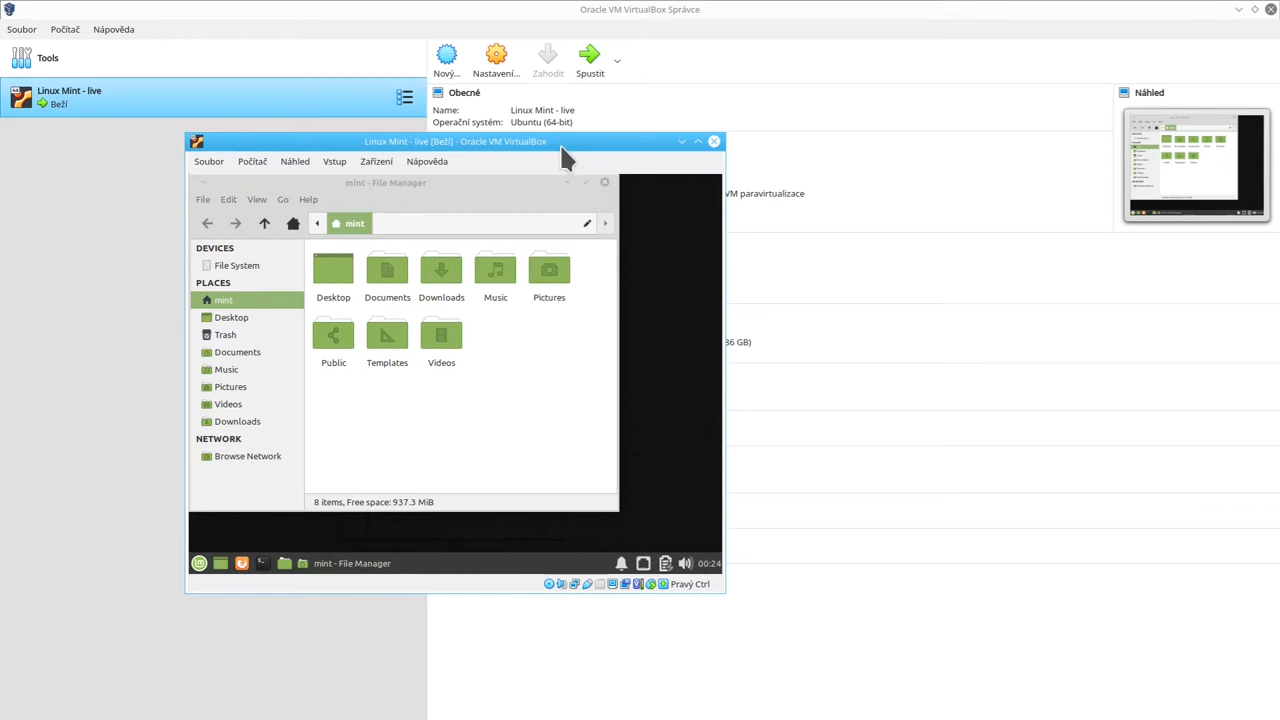 Oracle VM VirtualBox Správce
Soubor Počítač Nápověda
Tools
Nový... Nastavení... Zahodit Spustit
Linux Mint - live
Beží
Obecné
Name: Linux Mint - live
Operační systém: Ubuntu (64-bit)
Náhled
Linux Mint - live [Beží] - Oracle VM VirtualBox
Soubor Počítač Náhled Vstup Zařízení Nápověda
VM paravirtualizace
mint - File Manager
File Edit View Go Help
mint
DEVICES
File System
PLACES
mint
Desktop
Trash
Documents
Music
Pictures
Videos
Downloads
NETWORK
Browse Network
Desktop Documents Downloads Music Pictures
Public Templates Videos
GB)
8 items, Free space: 937.3 MiB
mint - File Manager
00:24
Pravý Ctrl